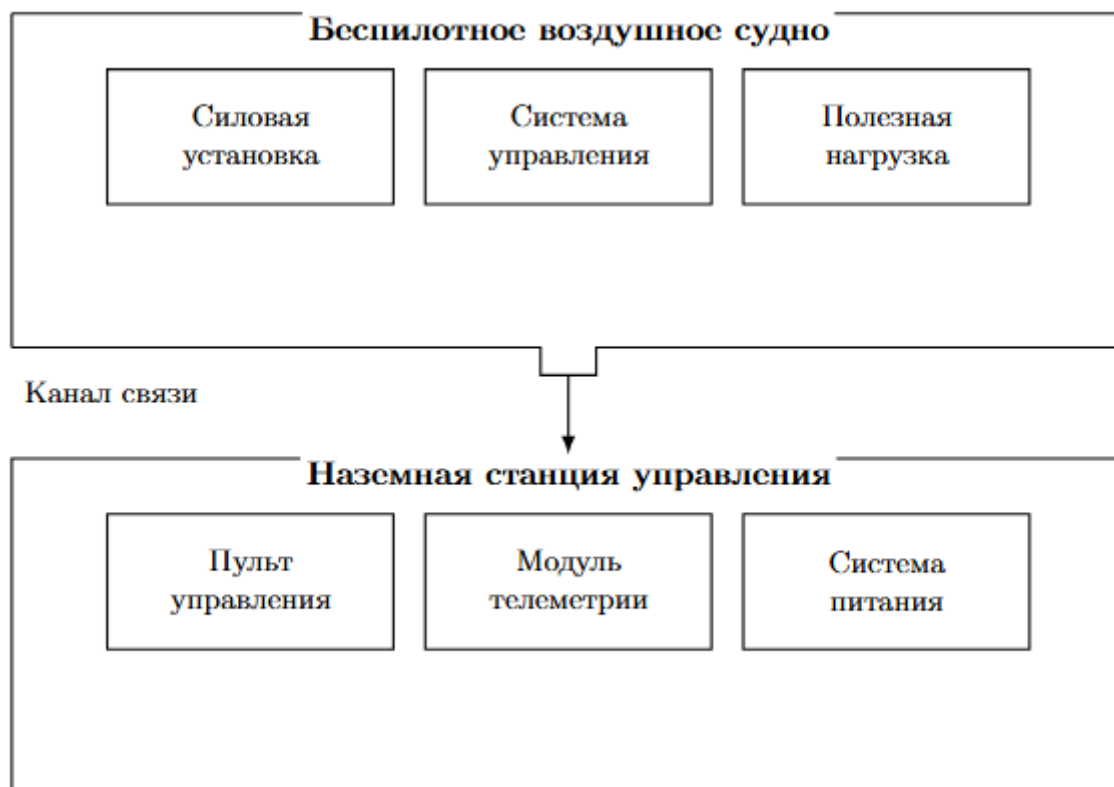 Беспилотное воздушное судно
Силовая
установка
Система
управления
Полезная
нагрузка
Канал связи
Наземная станция управления
Пульт
управления
Модуль
телеметрии
Система
питания